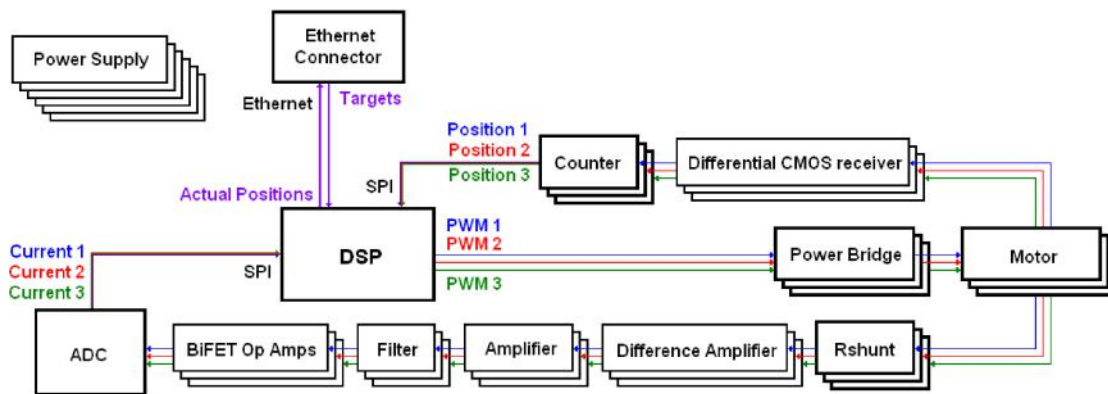 Ethernet
Connector
Power Supply
Ethernet
Targets
Position 1
Position 2
Position 3
Counter
Differential CMOS receiver
SPI
Actual Positions
PWM 1
PWM 2
PWM 3
DSP
Power Bridge
Motor
Current 1
Current 2
Current 3
SPI
ADC
BiFET Op Amps
Filter
Amplifier
Difference Amplifier
Rshunt